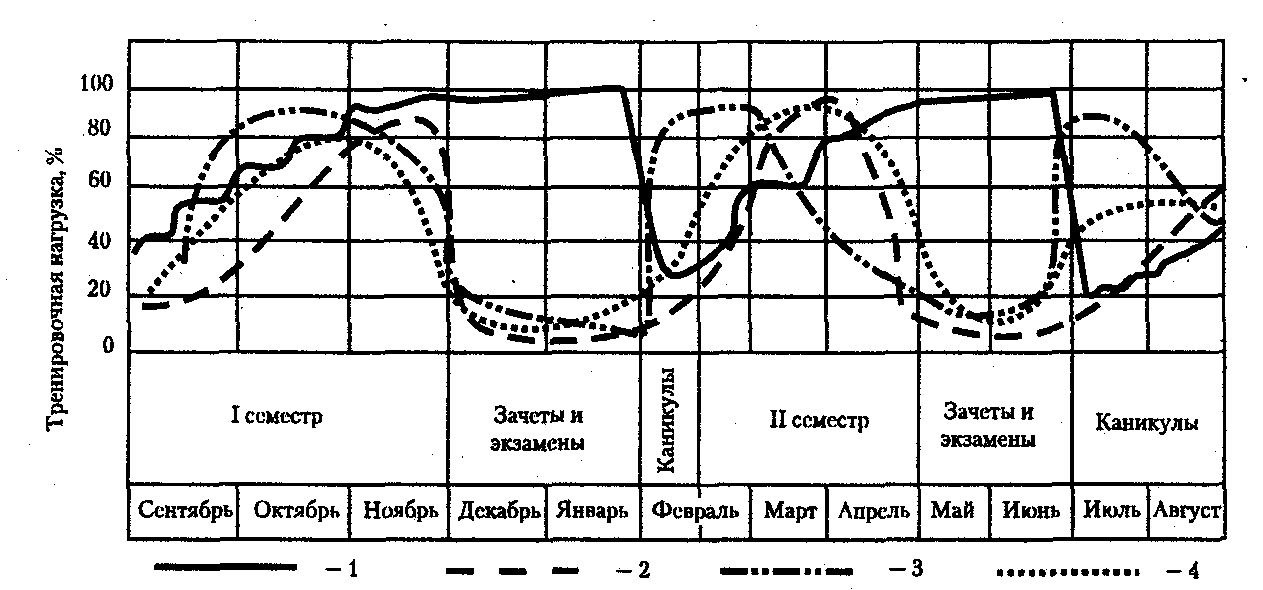 Тренировочная нагрузка, %
100
80
60
40
20
0
I семестр
Зачеты и
экзамены
Каникулы
II семестр
Зачеты и
экзамены
Каникулы
Сентябрь Октябрь Ноябрь Декабрь Январь Февраль Март Апрель Май Июнь Июль Август
– 1 – 2 – 3 – 4